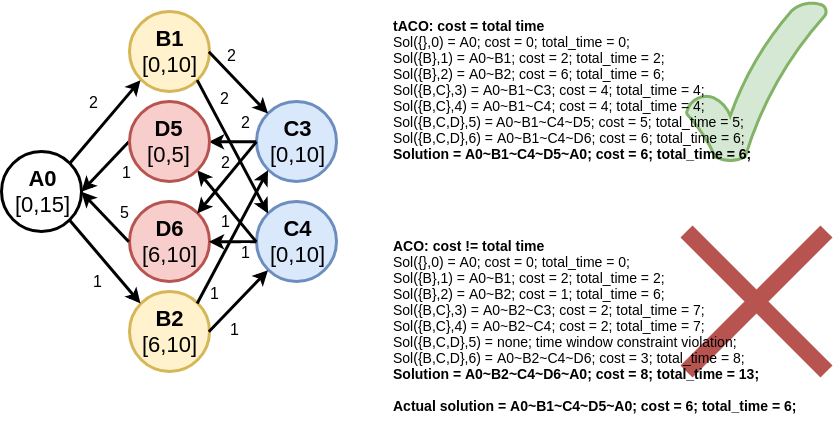 B1
[0,10]
D5
[0,5]
A0
[0,15]
D6
[6,10]
B2
[6,10]
C3
[0,10]
C4
[0,10]
2
2
2
2
2
1
5
1
1
1
1
1
tACO: cost = total time
Sol({},0) = A0; cost = 0; total_time = 0;
Sol({B},1) = A0~B1; cost = 2; total_time = 2;
Sol({B},2) = A0~B2; cost = 6; total_time = 6;
Sol({B,C},3) = A0~B1~C3; cost = 4; total_time = 4;
Sol({B,C},4) = A0~B1~C4; cost = 4; total_time = 4;
Sol({B,C,D},5) = A0~B1~C4~D5; cost = 5; total_time = 5;
Sol({B,C,D},6) = A0~B1~C4~D6; cost = 6; total_time = 6;
Solution = A0~B1~C4~D5~A0; cost = 6; total_time = 6;
ACO: cost != total time
Sol({},0) = A0; cost = 0; total_time = 0;
Sol({B},1) = A0~B1; cost = 2; total_time = 2;
Sol({B},2) = A0~B2; cost = 1; total_time = 6;
Sol({B,C},3) = A0~B2~C3; cost = 2; total_time = 7;
Sol({B,C},4) = A0~B2~C4; cost = 2; total_time = 7;
Sol({B,C,D},5) = none; time window constraint violation;
Sol({B,C,D},6) = A0~B2~C4~D6; cost = 3; total_time = 8;
Solution = A0~B2~C4~D6~A0; cost = 8; total_time = 13;
Actual solution = A0~B1~C4~D5~A0; cost = 6; total_time = 6;